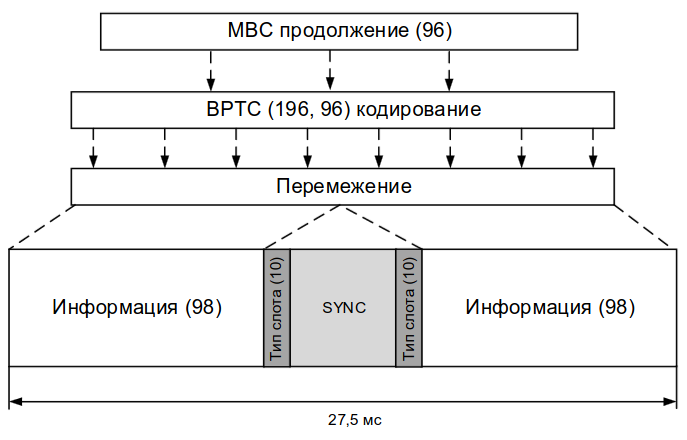 МВС продолжение (96)
ВРТС (196, 96) кодирование
Перемежение
Информация (98)
Тип слота (10)
SYNC
Тип слота (10)
Информация (98)
27,5 мс